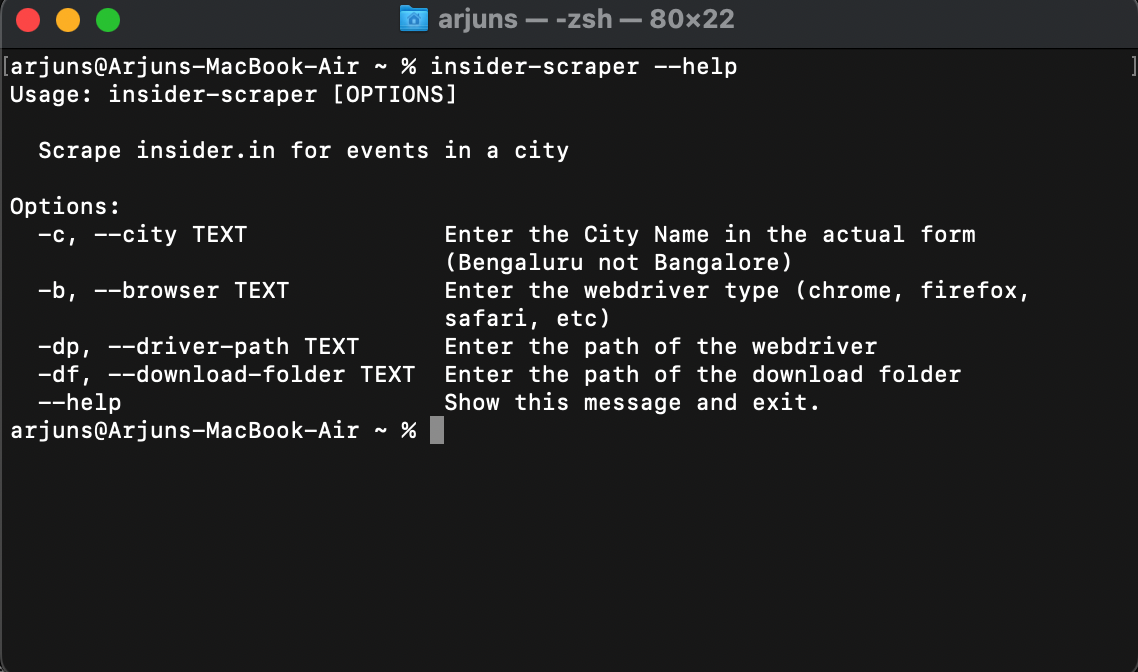 arjuns — -zsh — 80×22
[arjuns@Arjuns-MacBook-Air ~ % insider-scraper --help ]
Usage: insider-scraper [OPTIONS]
Scrape insider.in for events in a city
Options:
-c, --city TEXT Enter the City Name in the actual form
(Bengaluru not Bangalore)
-b, --browser TEXT Enter the webdriver type (chrome, firefox,
safari, etc)
-dp, --driver-path TEXT Enter the path of the webdriver
-df, --download-folder TEXT Enter the path of the download folder
--help Show this message and exit.
arjuns@Arjuns-MacBook-Air ~ %